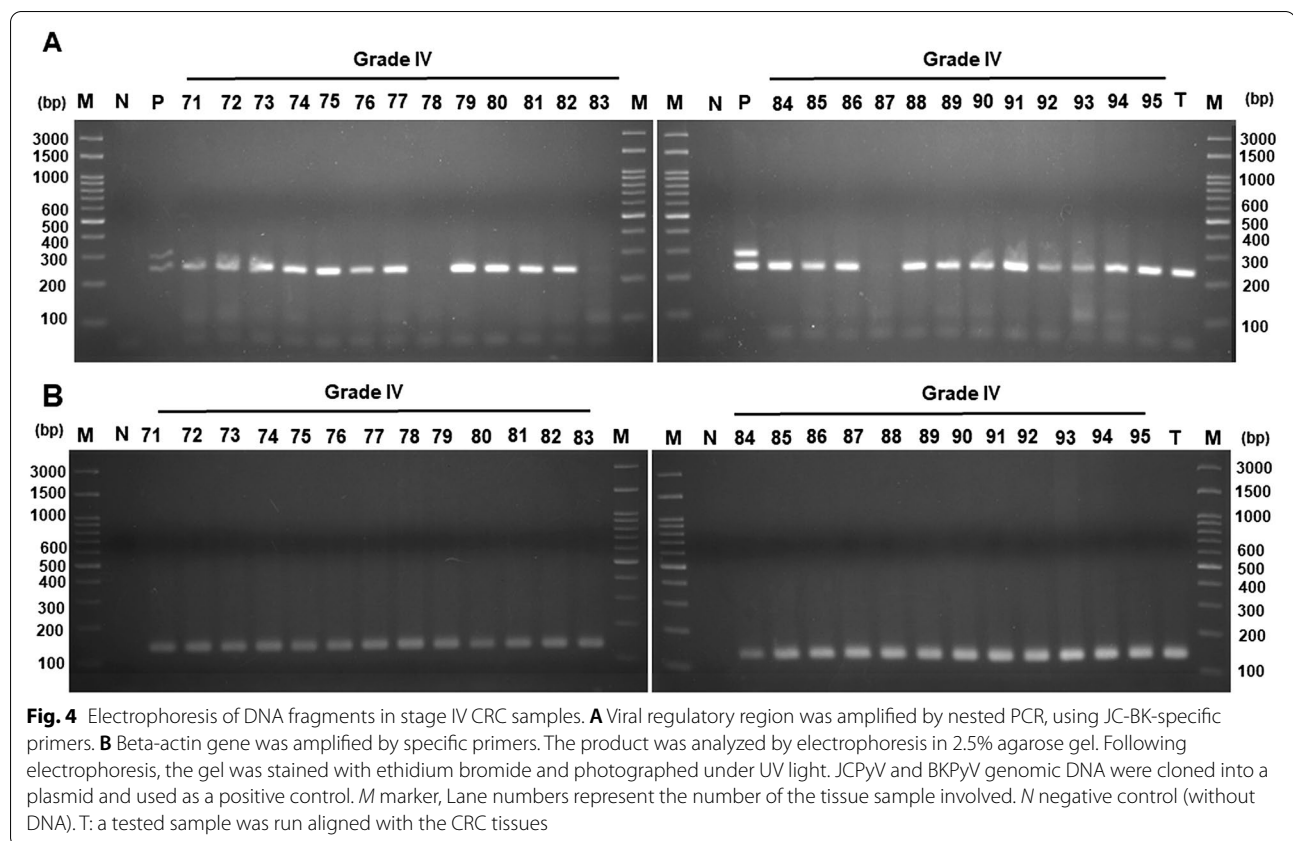 A
Grade IV
Grade IV
(bp) M N P 71 72 73 74 75 76 77 78 79 80 81 82 83 M M N P 84 85 86 87 88 89 90 91 92 93 94 95 T M (bp)
3000
1500
1000
600
500
400
300
200
100
3000
1500
1000
600
500
400
300
200
100
B
Grade IV
Grade IV
(bp) M N 71 72 73 74 75 76 77 78 79 80 81 82 83 M M N 84 85 86 87 88 89 90 91 92 93 94 95 T M (bp)
3000
1500
1000
600
500
400
300
200
100
3000
1500
1000
600
500
400
300
200
100
Fig. 4 Electrophoresis of DNA fragments in stage IV CRC samples. A Viral regulatory region was amplified by nested PCR, using JC-BK-specific
primers. B Beta-actin gene was amplified by specific primers. The product was analyzed by electrophoresis in 2.5% agarose gel. Following
electrophoresis, the gel was stained with ethidium bromide and photographed under UV light. JCPyV and BKPyV genomic DNA were cloned into a
plasmid and used as a positive control. M marker, Lane numbers represent the number of the tissue sample involved. N negative control (without
DNA). T: a tested sample was run aligned with the CRC tissues